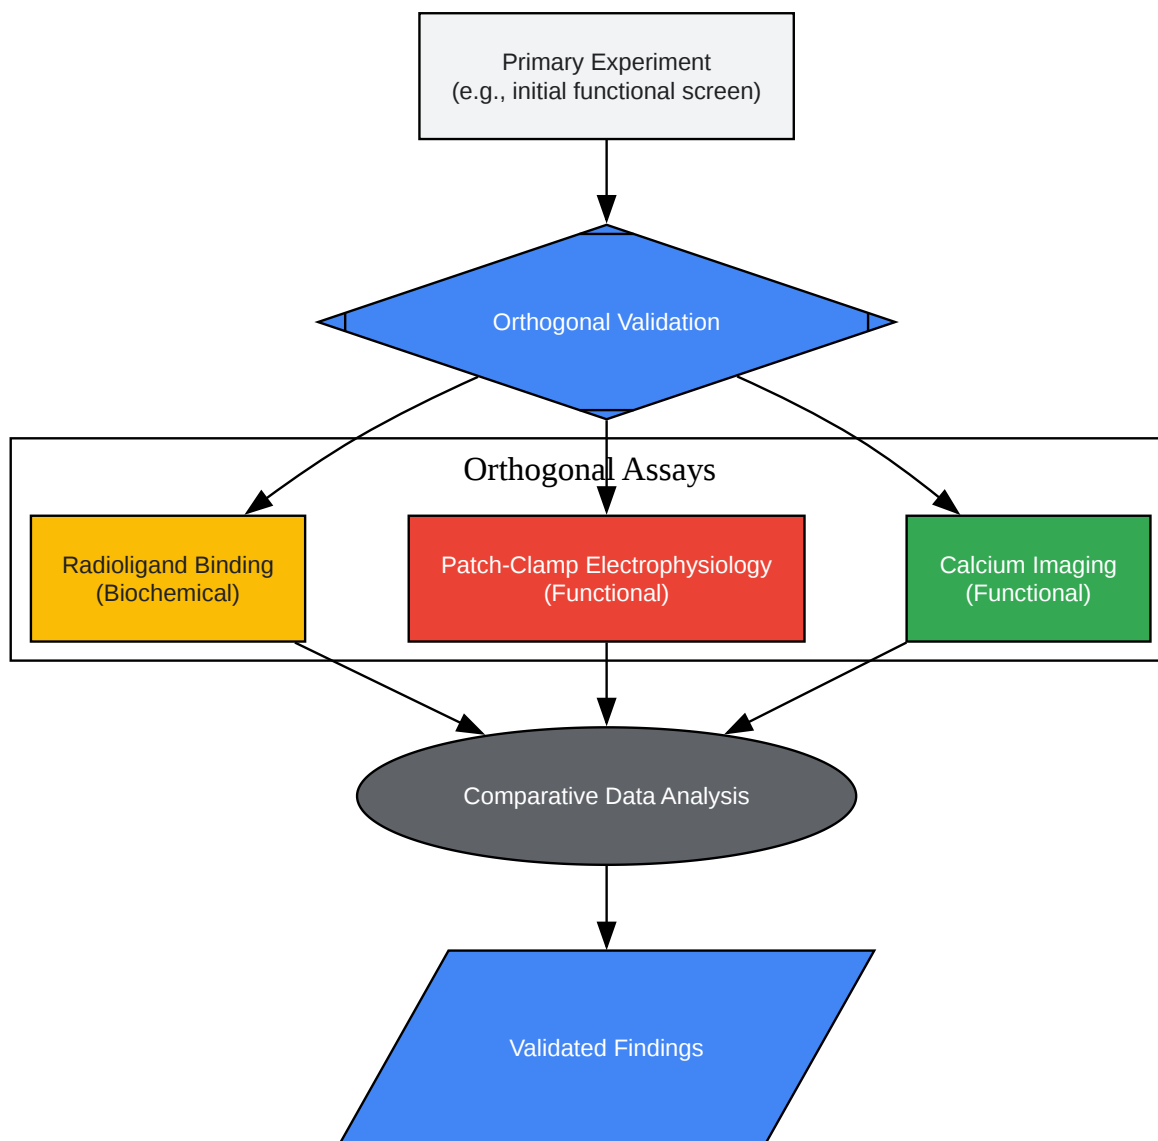 Primary Experiment
(e.g., initial functional screen)
Orthogonal Validation
Orthogonal Assays
Radioligand Binding
(Biochemical)
Patch-Clamp Electrophysiology
(Functional)
Calcium Imaging
(Functional)
Comparative Data Analysis
Validated Findings